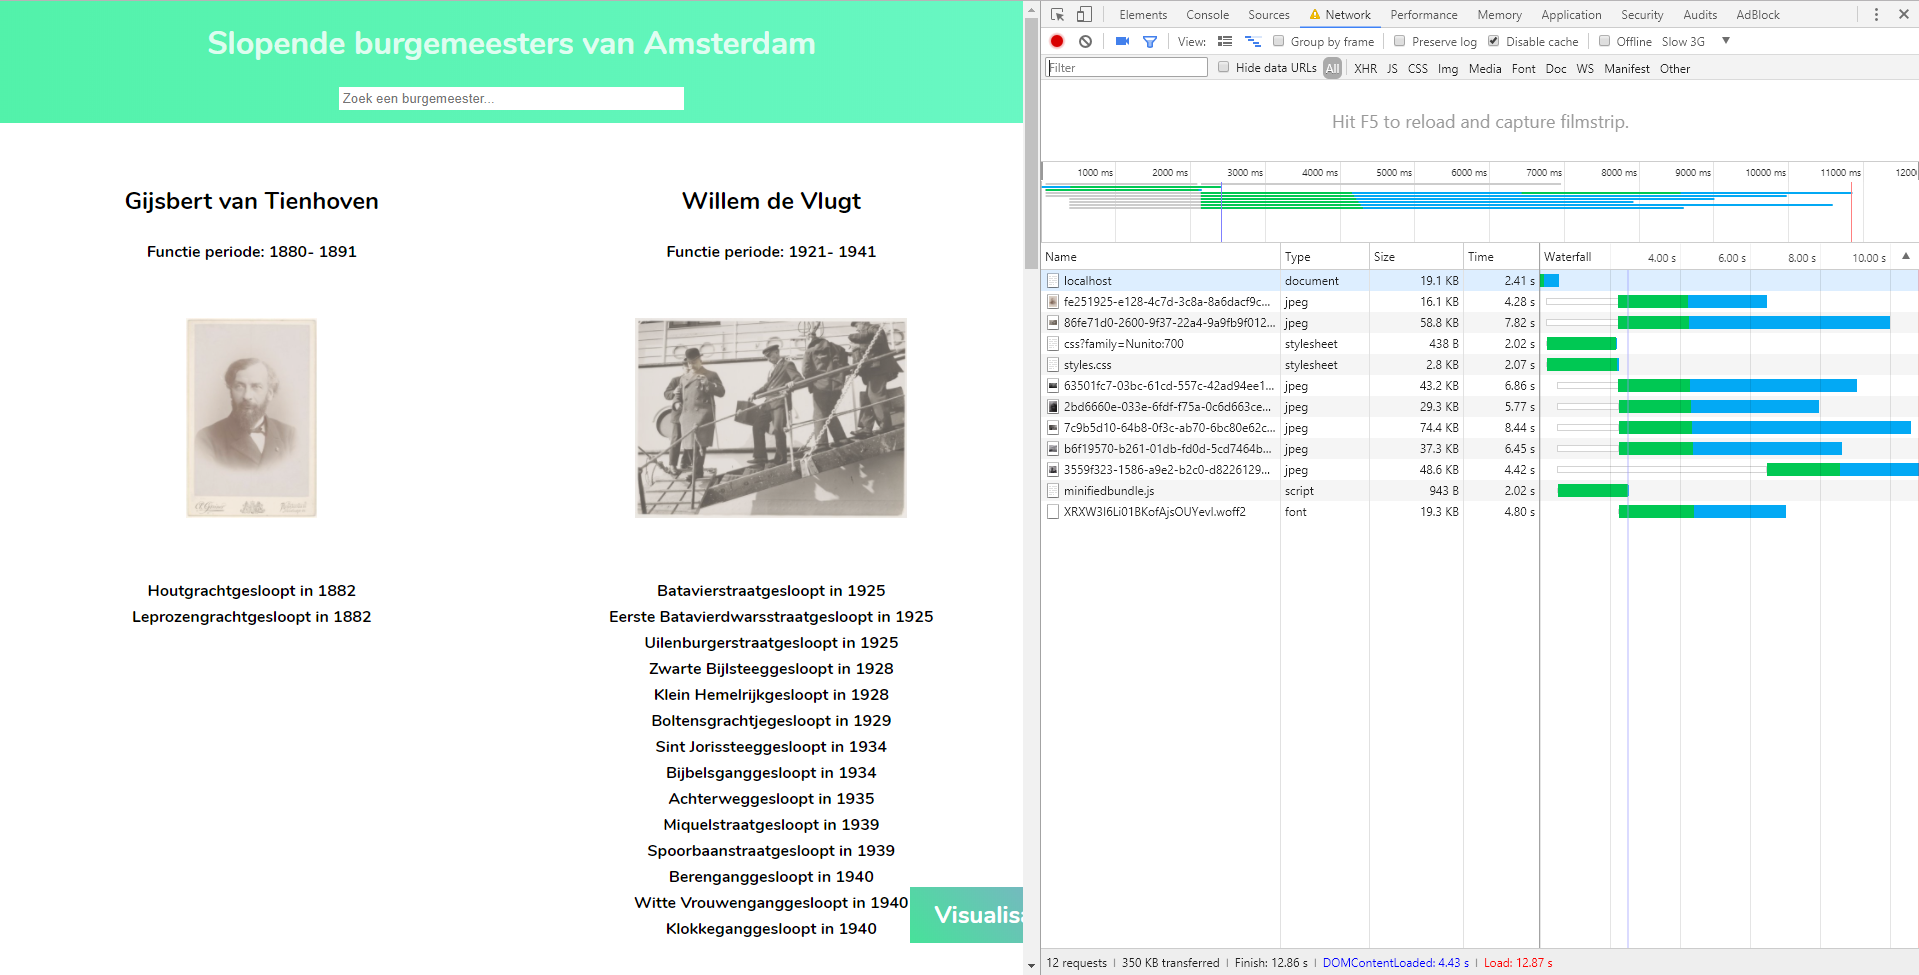 Slopende burgemeesters van Amsterdam
Zoek een burgemeester...
Gijsbert van Tienhoven
Functie periode: 1880- 1891
Houtgrachtgesloopt in 1882
Leprozengrachtgesloopt in 1882
Willem de Vlugt
Functie periode: 1921- 1941
Batavierstraatgesloopt in 1925
Eerste Batavierdwarsstraatgesloopt in 1925
Uilenburgerstraatgesloopt in 1925
Zwarte Bijlsteeggesloopt in 1928
Klein Hemelrijkgesloopt in 1928
Boltensgrachtjegesloopt in 1929
Sint Jorissteeggesloopt in 1934
Bijbelsganggesloopt in 1934
Achterweggesloopt in 1935
Miquelstraatgesloopt in 1939
Spoorbaanstraatgesloopt in 1939
Berenganggesloopt in 1940
Witte Vrouwenganggesloopt in 1940
Klokkeganggesloopt in 1940
Visualisa
Elements Console Sources Network Performance Memory Application Security Audits AdBlock
View: Group by frame Preserve log Disable cache Offline Slow 3G
Filter Hide data URLs All XHR JS CSS Img Media Font Doc WS Manifest Other
Hit F5 to reload and capture filmstrip.
1000 ms 2000 ms 3000 ms 4000 ms 5000 ms 6000 ms 7000 ms 8000 ms 9000 ms 10000 ms 11000 ms 12000
Name Type Size Time Waterfall 4.00 s 6.00 s 8.00 s 10.00 s
localhost document 19.1 KB 2.41 s
fe251925-e128-4c7d-3c8a-8a6dacf9c... jpeg 16.1 KB 4.28 s
86fe71d0-2600-9f37-22a4-9a9fb9f012... jpeg 58.8 KB 7.82 s
css?family=Nunito:700 stylesheet 438 B 2.02 s
styles.css stylesheet 2.8 KB 2.07 s
63501fc7-03bc-61cd-557c-42ad94ee1... jpeg 43.2 KB 6.86 s
2bd6660e-033e-6fdf-f75a-0c6d663ce... jpeg 29.3 KB 5.77 s
7c9b5d10-64b8-0f3c-ab70-6bc80e62c... jpeg 74.4 KB 8.44 s
b6f19570-b261-01db-fd0d-5cd7464b... jpeg 37.3 KB 6.45 s
3559f323-1586-a9e2-b2c0-d8226129... jpeg 48.6 KB 4.42 s
minifiedbundle.js script 943 B 2.02 s
XRXW3I6Li01BKofAjsOUYevI.woff2 font 19.3 KB 4.80 s
12 requests | 350 KB transferred | Finish: 12.86 s | DOMContentLoaded: 4.43 s | Load: 12.87 s